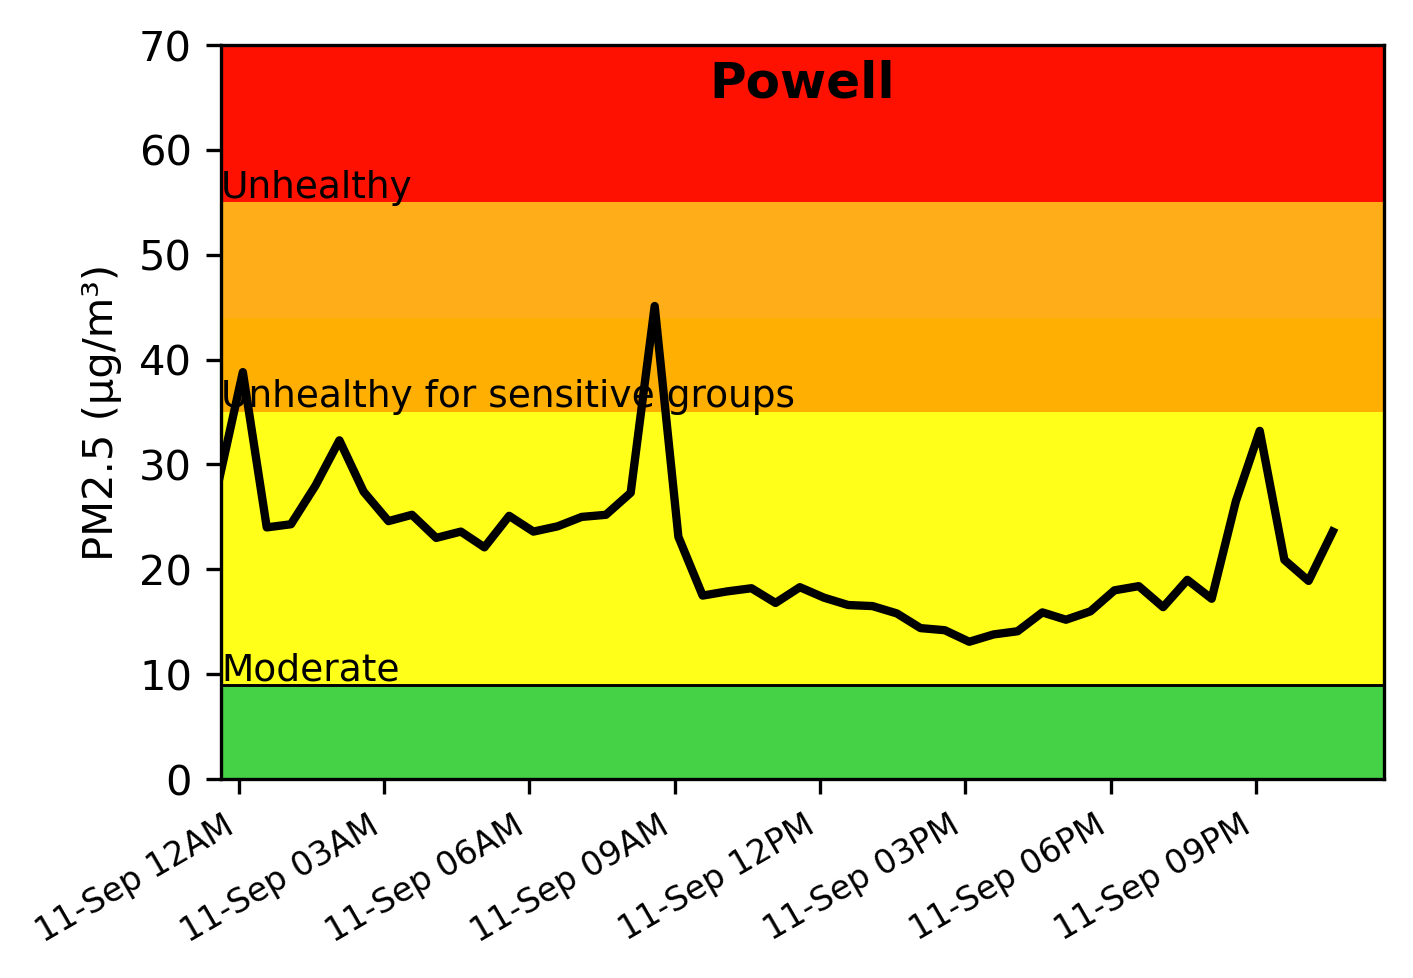 Powell
PM2.5 (µg/m³)
70
60
50
40
30
20
10
0
Unhealthy
Unhealthy for sensitive groups
Moderate
11-Sep 12AM
11-Sep 03AM
11-Sep 06AM
11-Sep 09AM
11-Sep 12PM
11-Sep 03PM
11-Sep 06PM
11-Sep 09PM